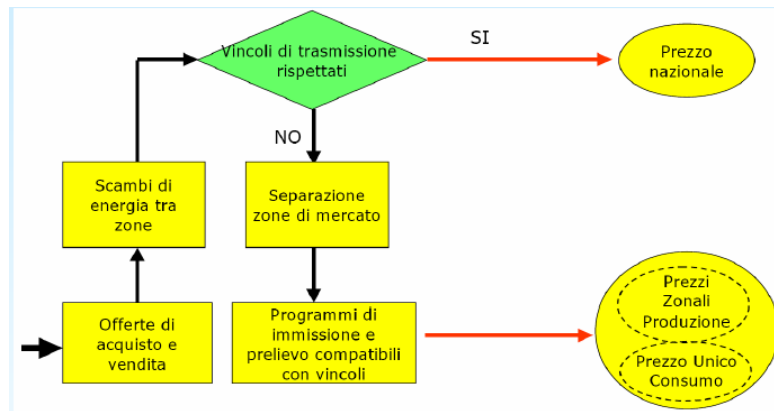 Vincoli di trasmissione
rispettati
SI
Prezzo
nazionale
NO
Scambi di
energia tra
zone
Separazione
zone di mercato
Offerte di
acquisto e
vendita
Programmi di
immissione e
prelievo compatibili
con vincoli
Prezzi
Zonali
Produzione
Prezzo Unico
Consumo